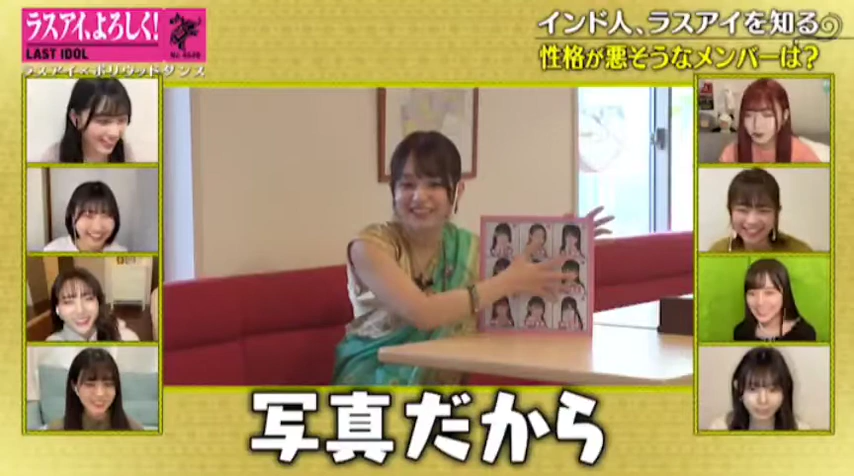 ラスアイ、よろしく!
LAST IDOL
ラスアイ×ボリウッドダンス
インド人、ラスアイを知る
性格が悪そうなメンバーは?
写真だから